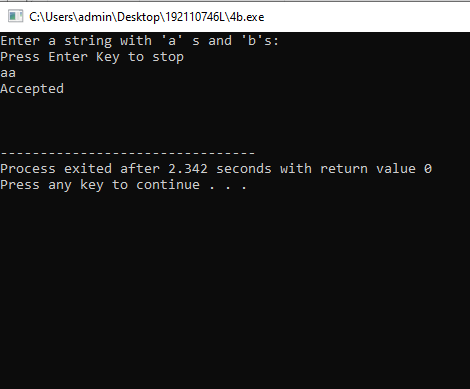 C:\Users\admin\Desktop\192110746L\4b.exe
Enter a string with 'a' s and 'b's:
Press Enter Key to stop
aa
Accepted
--------------------------------
Process exited after 2.342 seconds with return value 0
Press any key to continue . . .